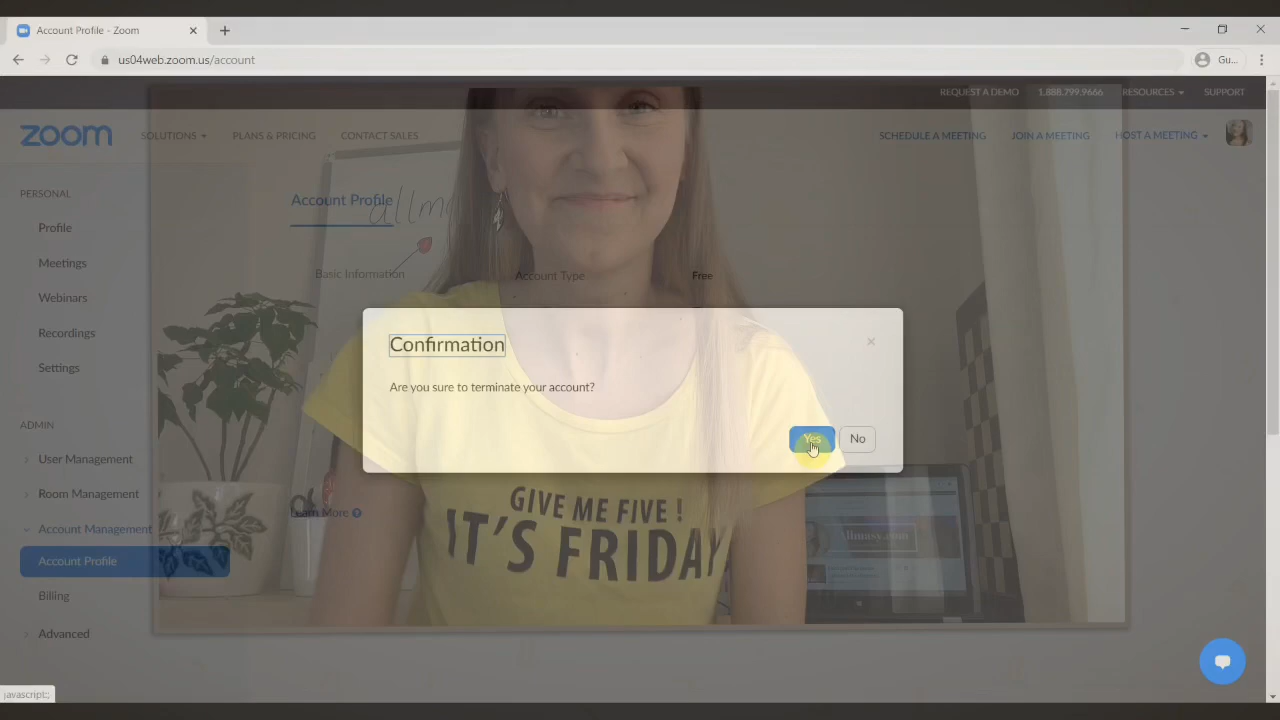 Account Profile - Zoom
us04web.zoom.us/account
Gu...
REQUEST A DEMO 1.888.799.9666 RESOURCES SUPPORT
zoom SOLUTIONS PLANS & PRICING CONTACT SALES SCHEDULE A MEETING JOIN A MEETING HOST A MEETING
PERSONAL
Profile
Meetings
Webinars
Recordings
Settings
ADMIN
User Management
Room Management
Account Management
Account Profile
Billing
Advanced
Account Profile
Basic Information Account Type Free
Confirmation
Are you sure to terminate your account?
Yes No
Learn More
GIVE ME FIVE !
IT'S FRIDAY
javascript:;